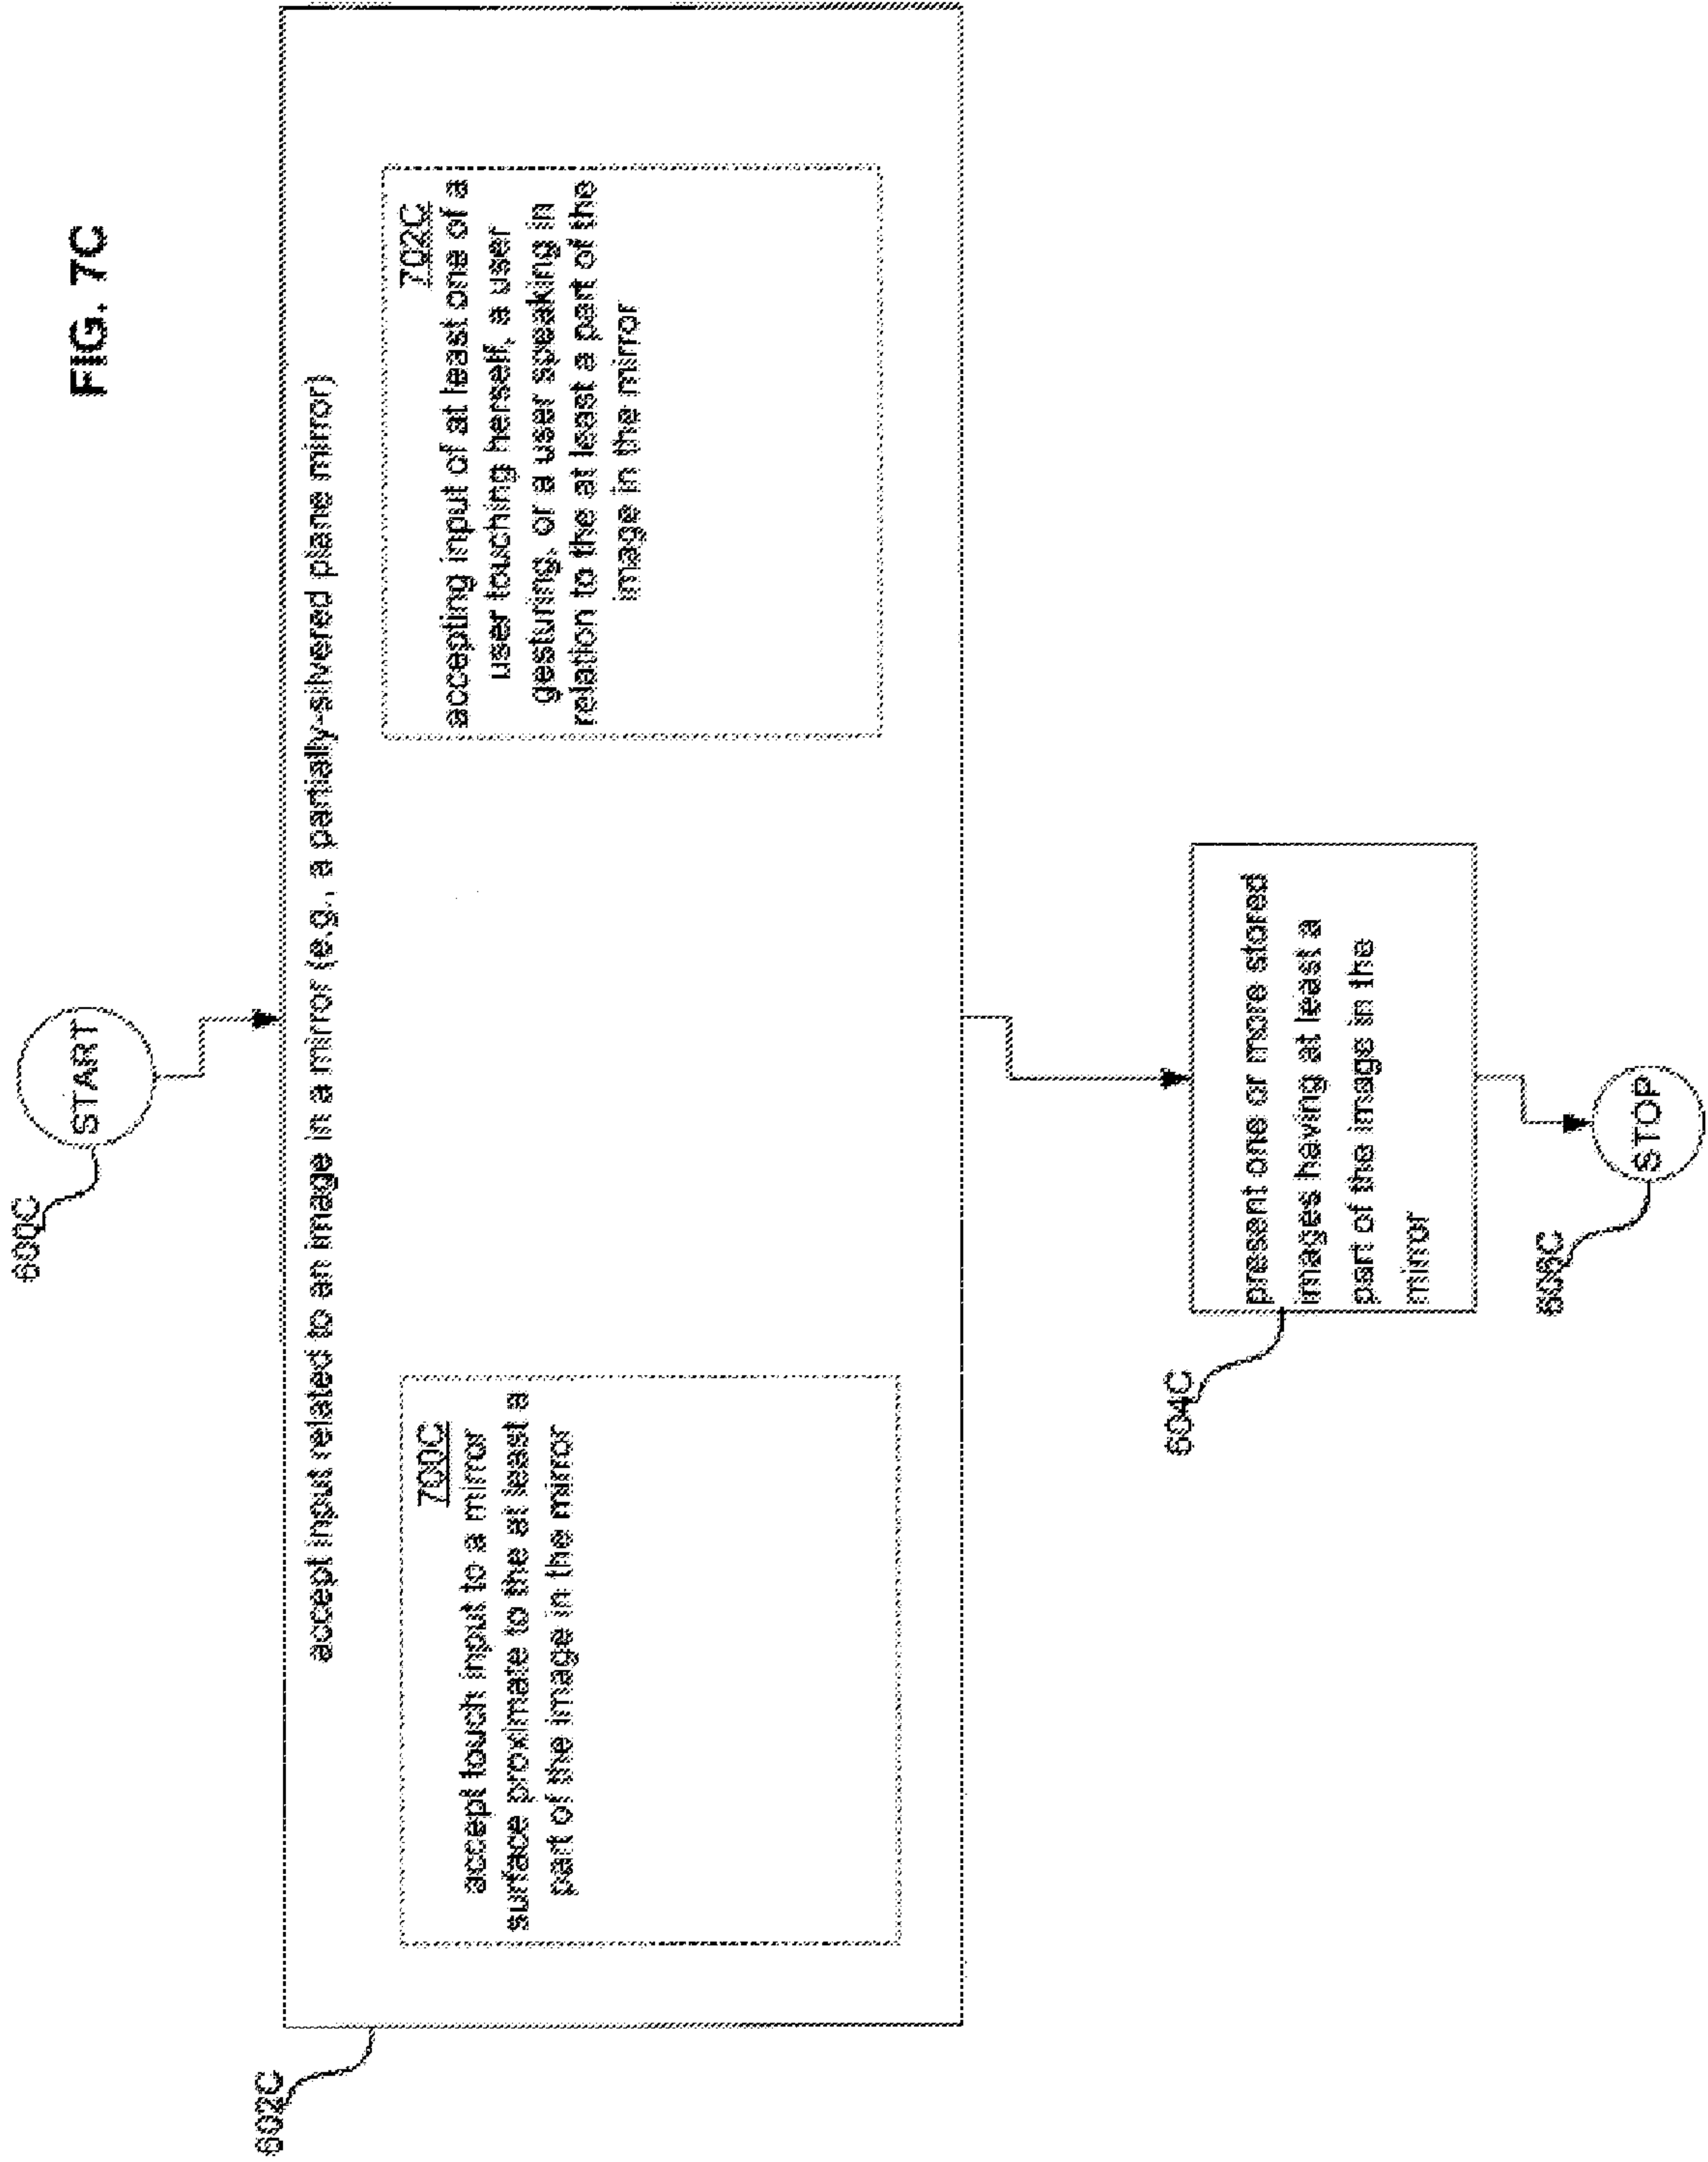 FIG. 7C
600C
START
602C
accept input related to an image in a mirror (e.g., a partially-silvered plane mirror)
700C
accept touch input to a mirror
surface proximate to the at least a
part of the image in the mirror
702C
accepting input of at least one of a
user touching herself, a user
gesturing, or a user speaking in
relation to the at least a part of the
image in the mirror
604C
present one or more stored
images having at least a
part of the image in the
mirror
606C
STOP